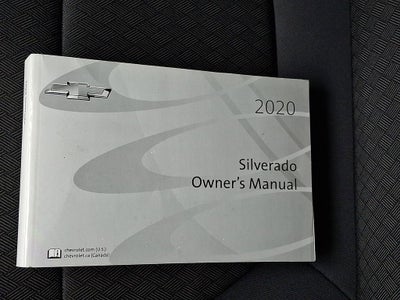 2020
Silverado
Owner's Manual
chevrolet.com (U.S.)
chevrolet.ca (Canada)